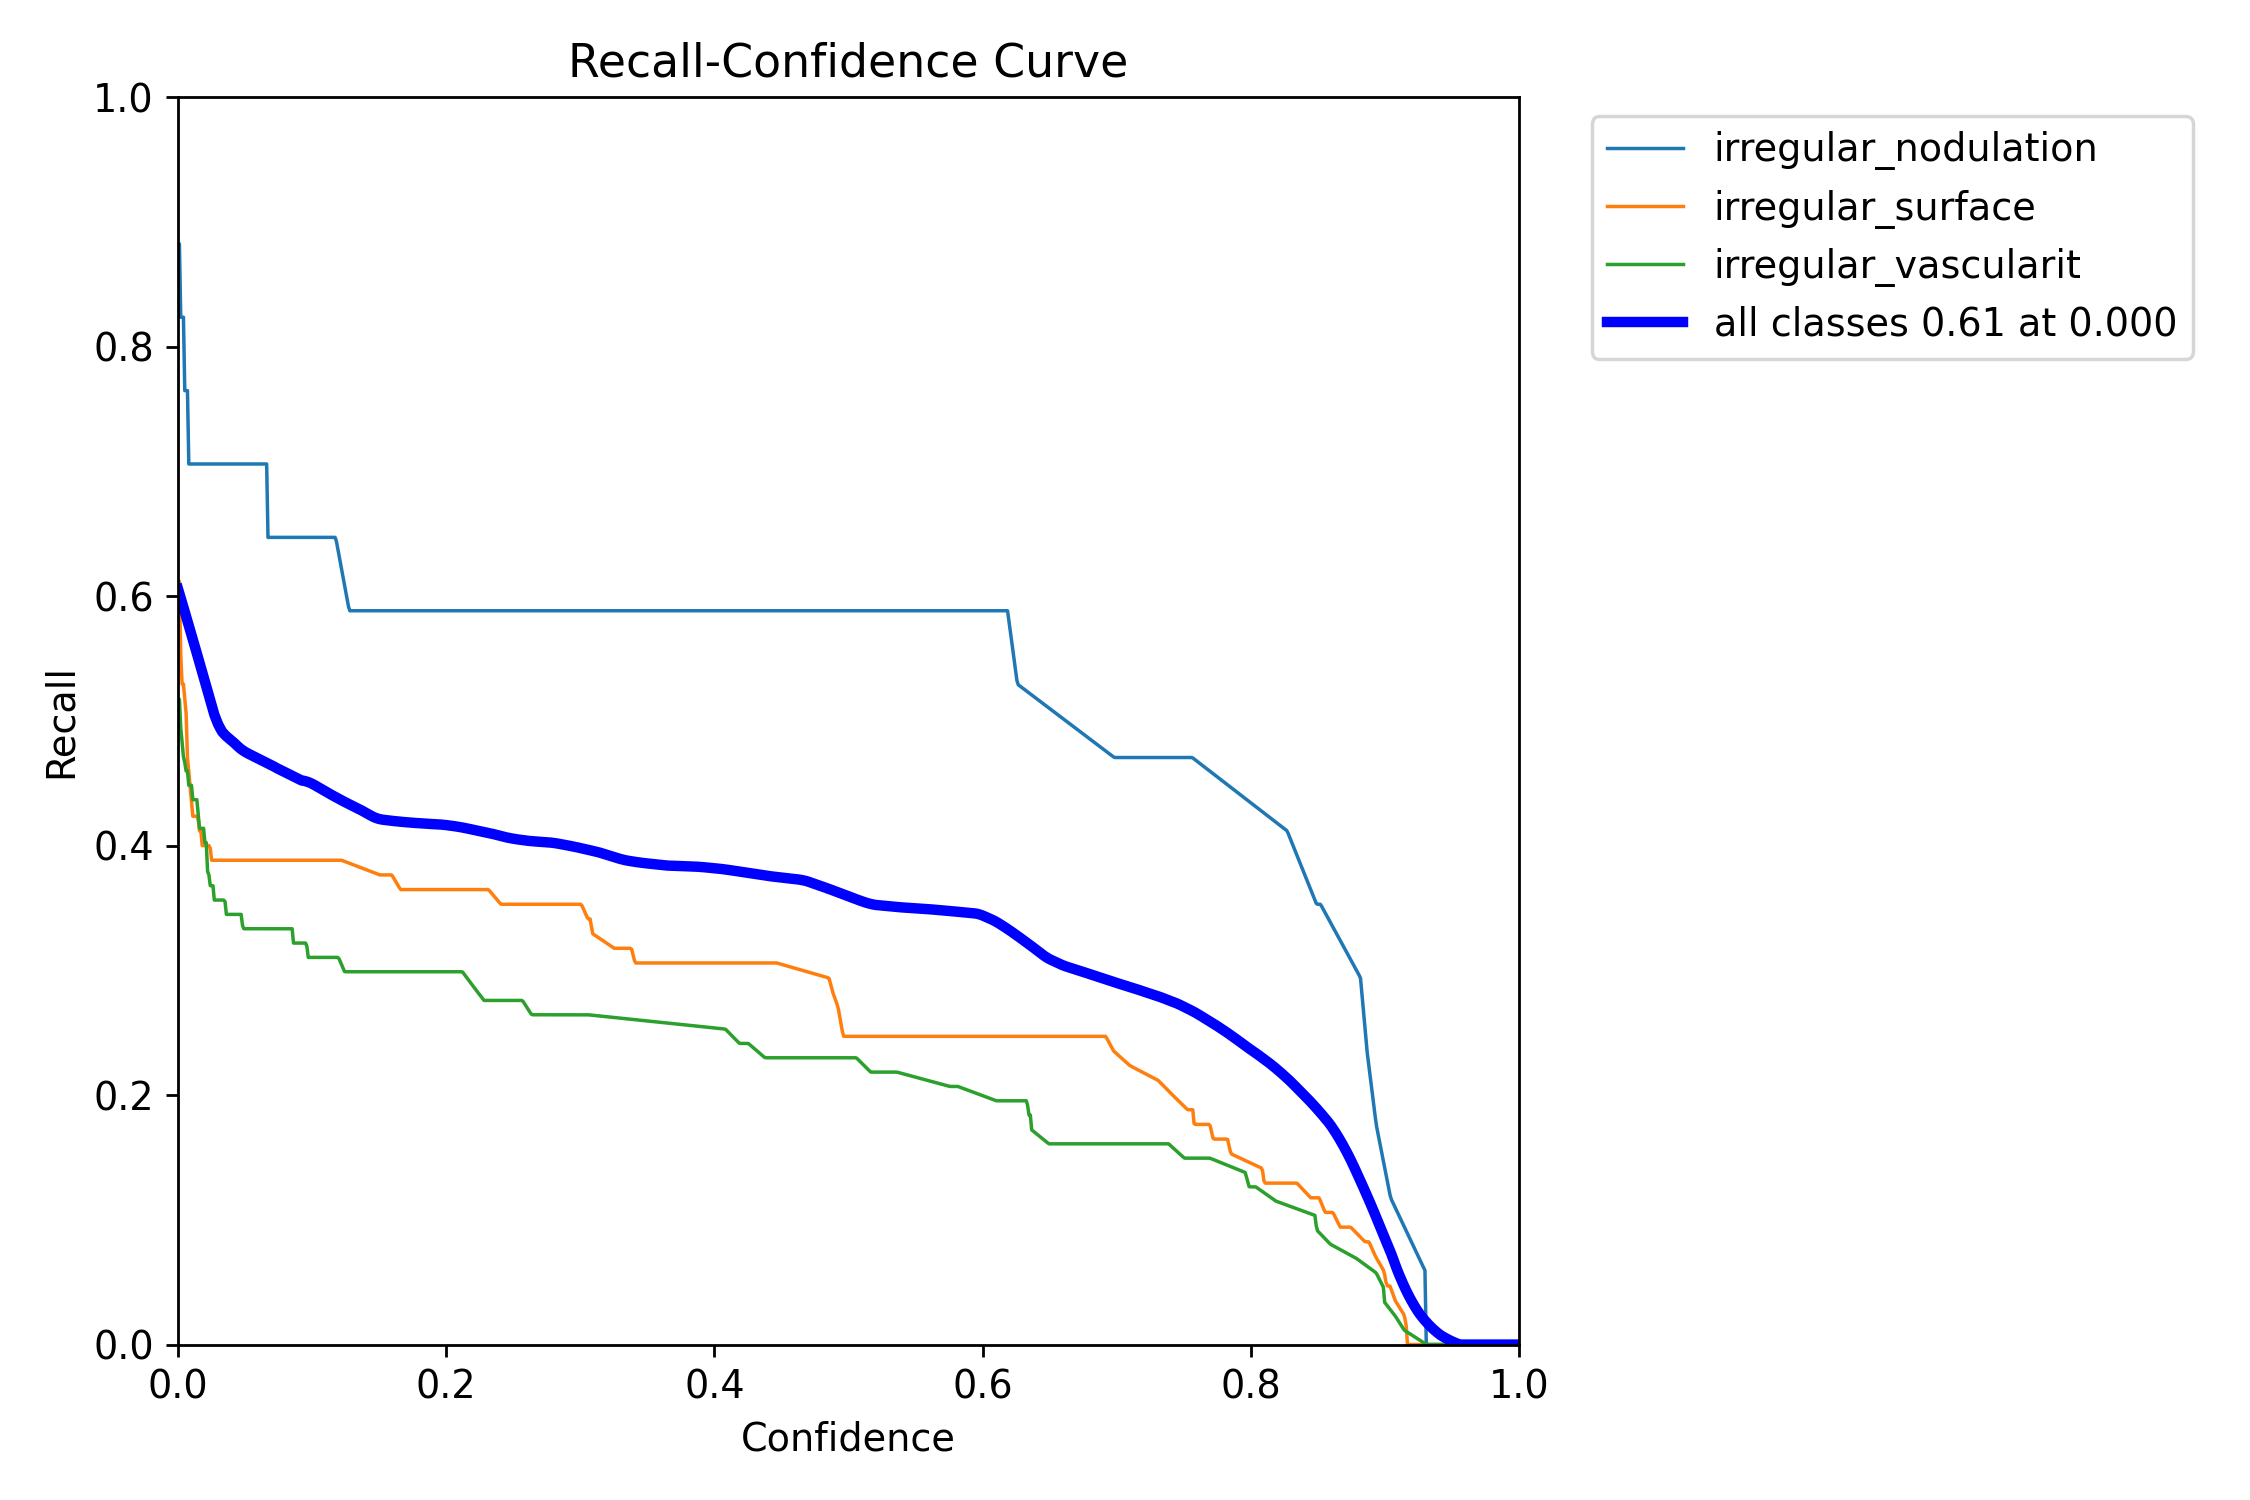 Recall-Confidence Curve
1.0
0.8
0.6
0.4
0.2
0.0
Recall
0.0 0.2 0.4 0.6 0.8 1.0
Confidence
irregular_nodulation
irregular_surface
irregular_vascularit
all classes 0.61 at 0.000